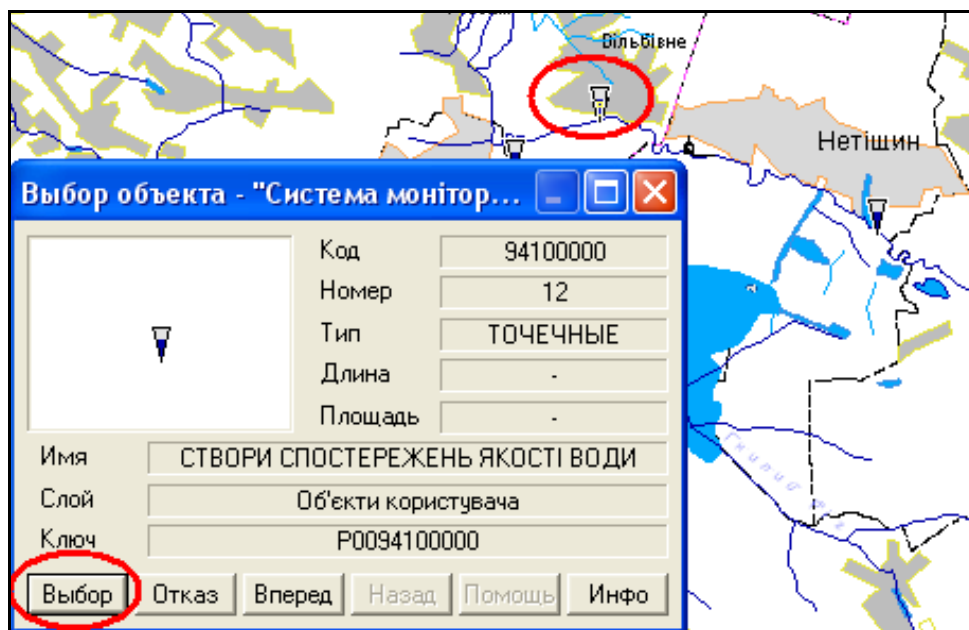 Вільбівне
Нетішин
Выбор объекта - "Система монітор...
Код 94100000
Номер 12
Тип ТОЧЕЧНЫЕ
Длина -
Площадь -
Имя СТВОРИ СПОСТЕРЕЖЕНЬ ЯКОСТІ ВОДИ
Слой Об'єкти користувача
Ключ P0094100000
Выбор Отказ Вперед Назад Помощь Инфо